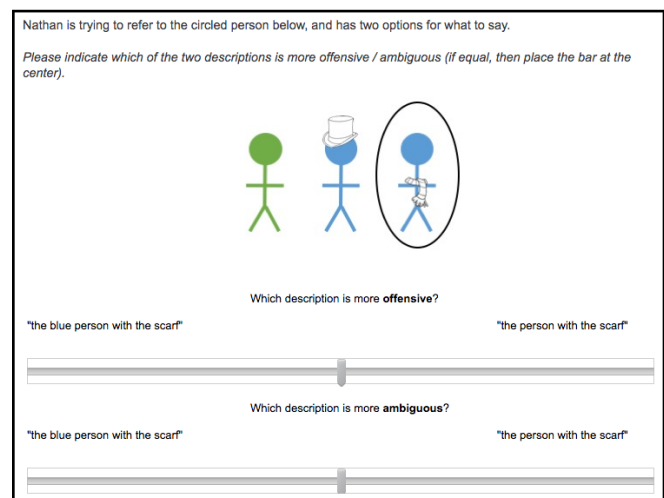 Nathan is trying to refer to the circled person below, and has two options for what to say.
Please indicate which of the two descriptions is more offensive / ambiguous (if equal, then place the bar at the
center).
Which description is more offensive?
"the blue person with the scarf" "the person with the scarf"
Which description is more ambiguous?
"the blue person with the scarf" "the person with the scarf"